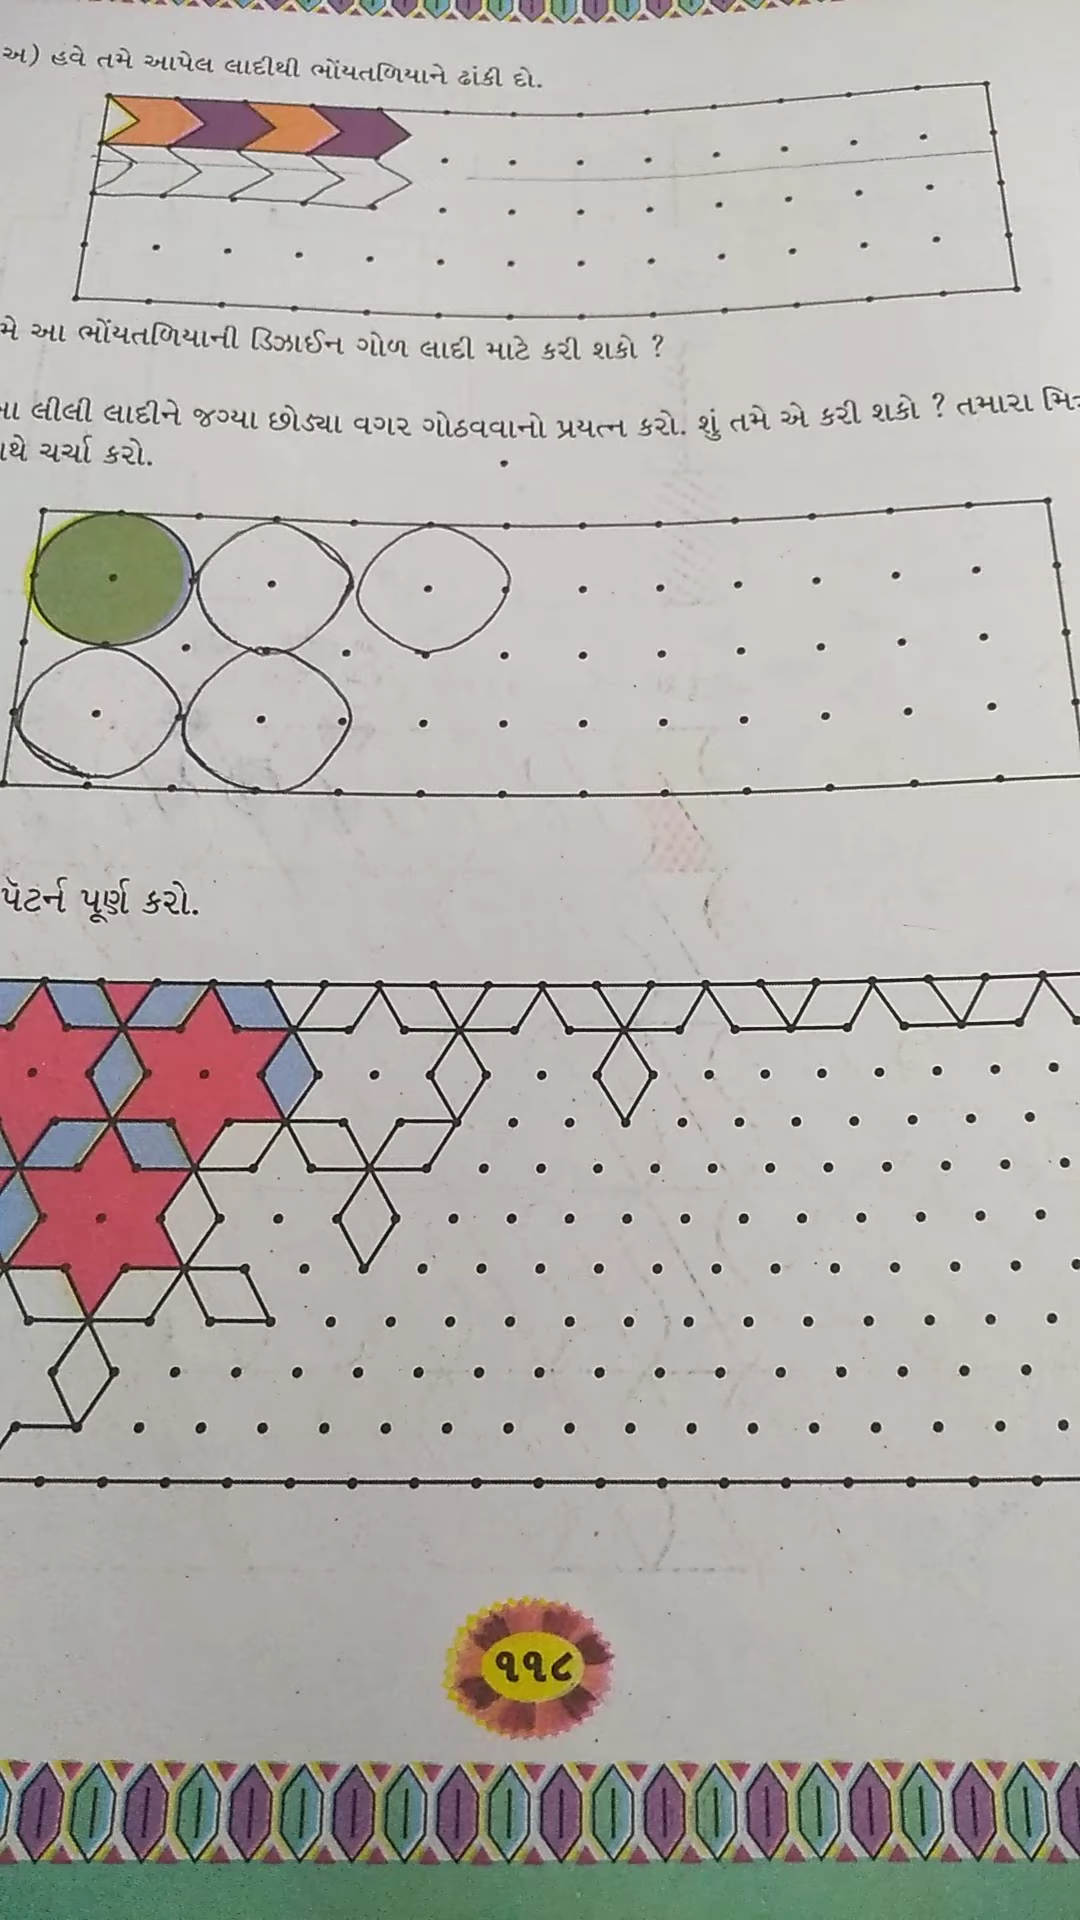 અ) હવે તમે આપેલ લાદીથી ભોંયતળિયાને ઢાંકી દો.
મે આ ભોંયતળિયાની ડિઝાઈન ગોળ લાદી માટે કરી શકો ?
લીલી લાદીને જગ્યા છોડ્યા વગર ગોઠવવાનો પ્રયત્ન કરો. શું તમે એ કરી શકો ? તમારા
ચર્ચા કરો.
પૅટર્ન પૂર્ણ કરો.
૧૧૮